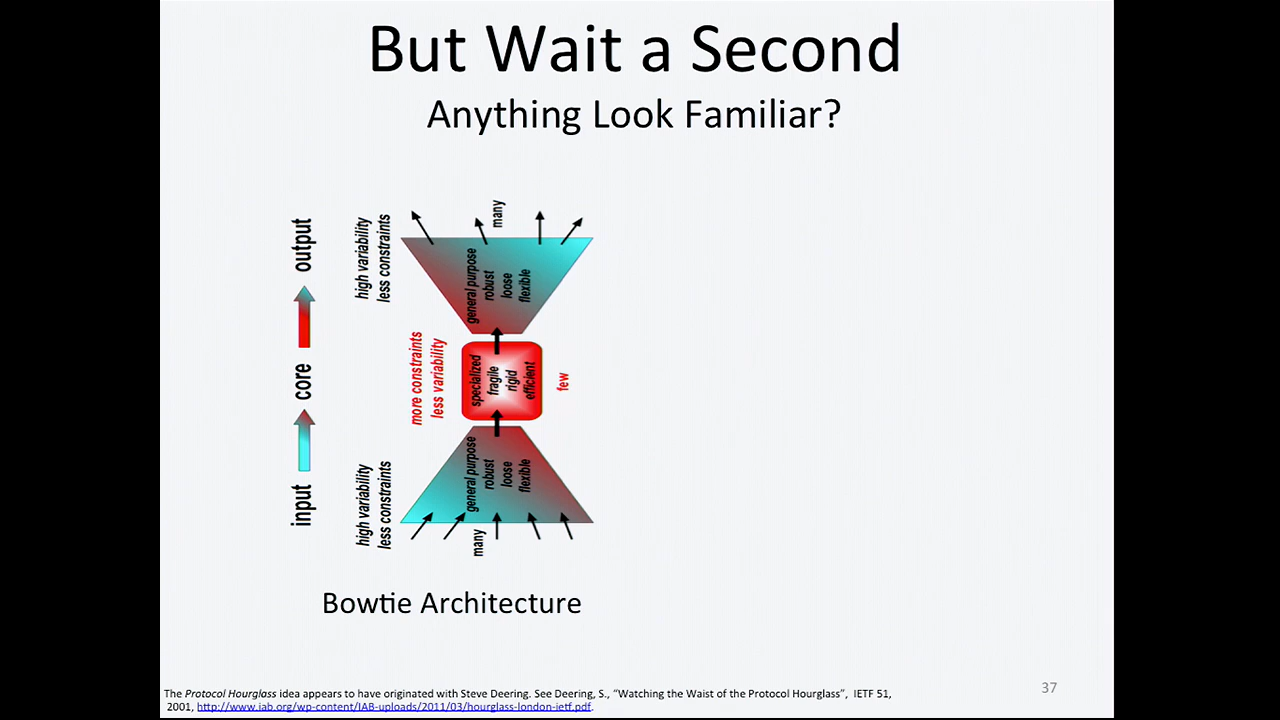 But Wait a Second
Anything Look Familiar?
input
core
output
high variability
less constraints
more constraints
less variability
high variability
less constraints
many
general purpose
robust
loose
flexible
specialized
fragile
rigid
efficient
few
general purpose
robust
loose
flexible
many
Bowtie Architecture
The Protocol Hourglass idea appears to have originated with Steve Deering. See Deering, S., “Watching the Waist of the Protocol Hourglass”, IETF 51,
2001, http://www.iab.org/wp-content/IAB-uploads/2011/03/hourglass-london-ietf.pdf.
37